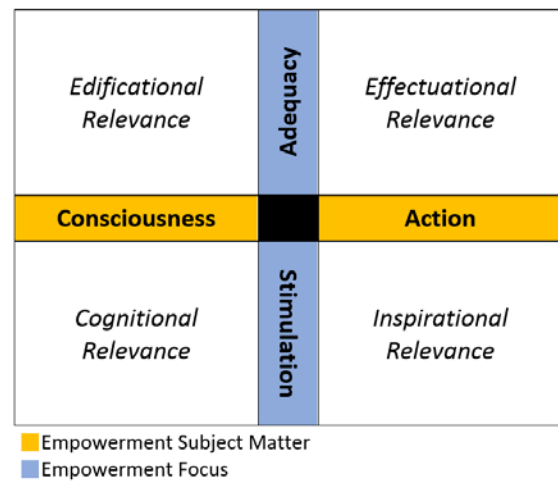 Edificational
Relevance
Adequacy
Effectuational
Relevance
Consciousness
Action
Cognitional
Relevance
Stimulation
Inspirational
Relevance
Empowerment Subject Matter
Empowerment Focus